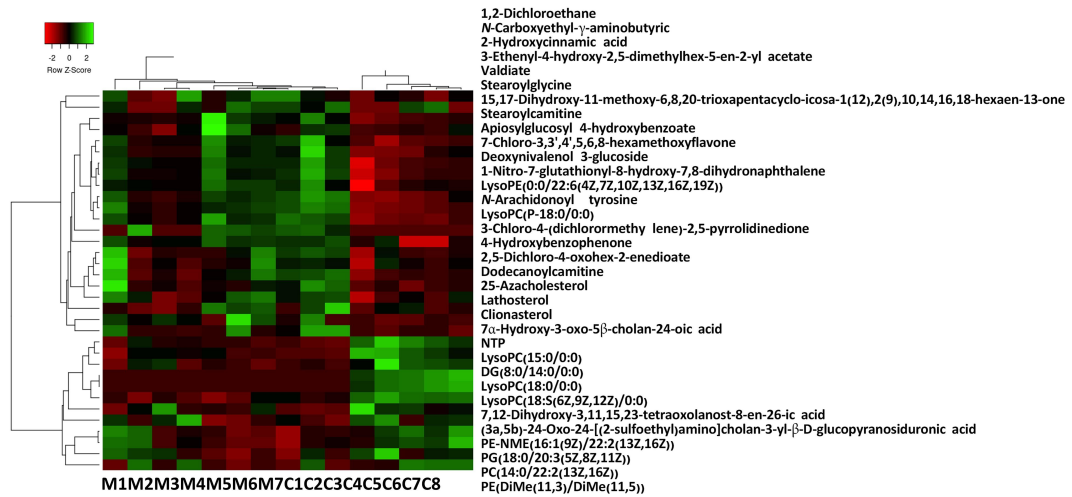 -2 0 2
Row Z-Score
1,2-Dichloroethane
N-Carboxyethyl-γ-aminobutyric
2-Hydroxycinnamic acid
3-Ethenyl-4-hydroxy-2,5-dimethylhex-5-en-2-yl acetate
Valdiate
Stearoylglycine
15,17-Dihydroxy-11-methoxy-6,8,20-trioxapentacyclo-icosa-1(12),2(9),10,14,16,18-hexaen-13-one
Stearoylcamitine
Apiosylglucosyl 4-hydroxybenzoate
7-Chloro-3,3',4',5,6,8-hexamethoxyflavone
Deoxynivalenol 3-glucoside
1-Nitro-7-glutathionyl-8-hydroxy-7,8-dihydronaphthalene
LysoPE(0:0/22:6(4Z,7Z,10Z,13Z,16Z,19Z))
N-Arachidonoyl tyrosine
LysoPC(P-18:0/0:0)
3-Chloro-4-(dichlorormethy lene)-2,5-pyrrolidinedione
4-Hydroxybenzophenone
2,5-Dichloro-4-oxohex-2-enedioate
Dodecanoylcamitine
25-Azacholesterol
Lathosterol
Clionasterol
7α-Hydroxy-3-oxo-5β-cholan-24-oic acid
NTP
LysoPC(15:0/0:0)
DG(8:0/14:0/0:0)
LysoPC(18:0/0:0)
LysoPC(18:S(6Z,9Z,12Z)/0:0)
7,12-Dihydroxy-3,11,15,23-tetraoxolanost-8-en-26-ic acid
(3a,5b)-24-Oxo-24-[(2-sulfoethyl)amino]cholan-3-yl-β-D-glucopyranosiduronic acid
PE-NME(16:1(9Z)/22:2(13Z,16Z))
PG(18:0/20:3(5Z,8Z,11Z))
PC(14:0/22:2(13Z,16Z))
PE(DiMe(11,3)/DiMe(11,5))
M1M2M3M4M5M6M7C1C2C3C4C5C6C7C8